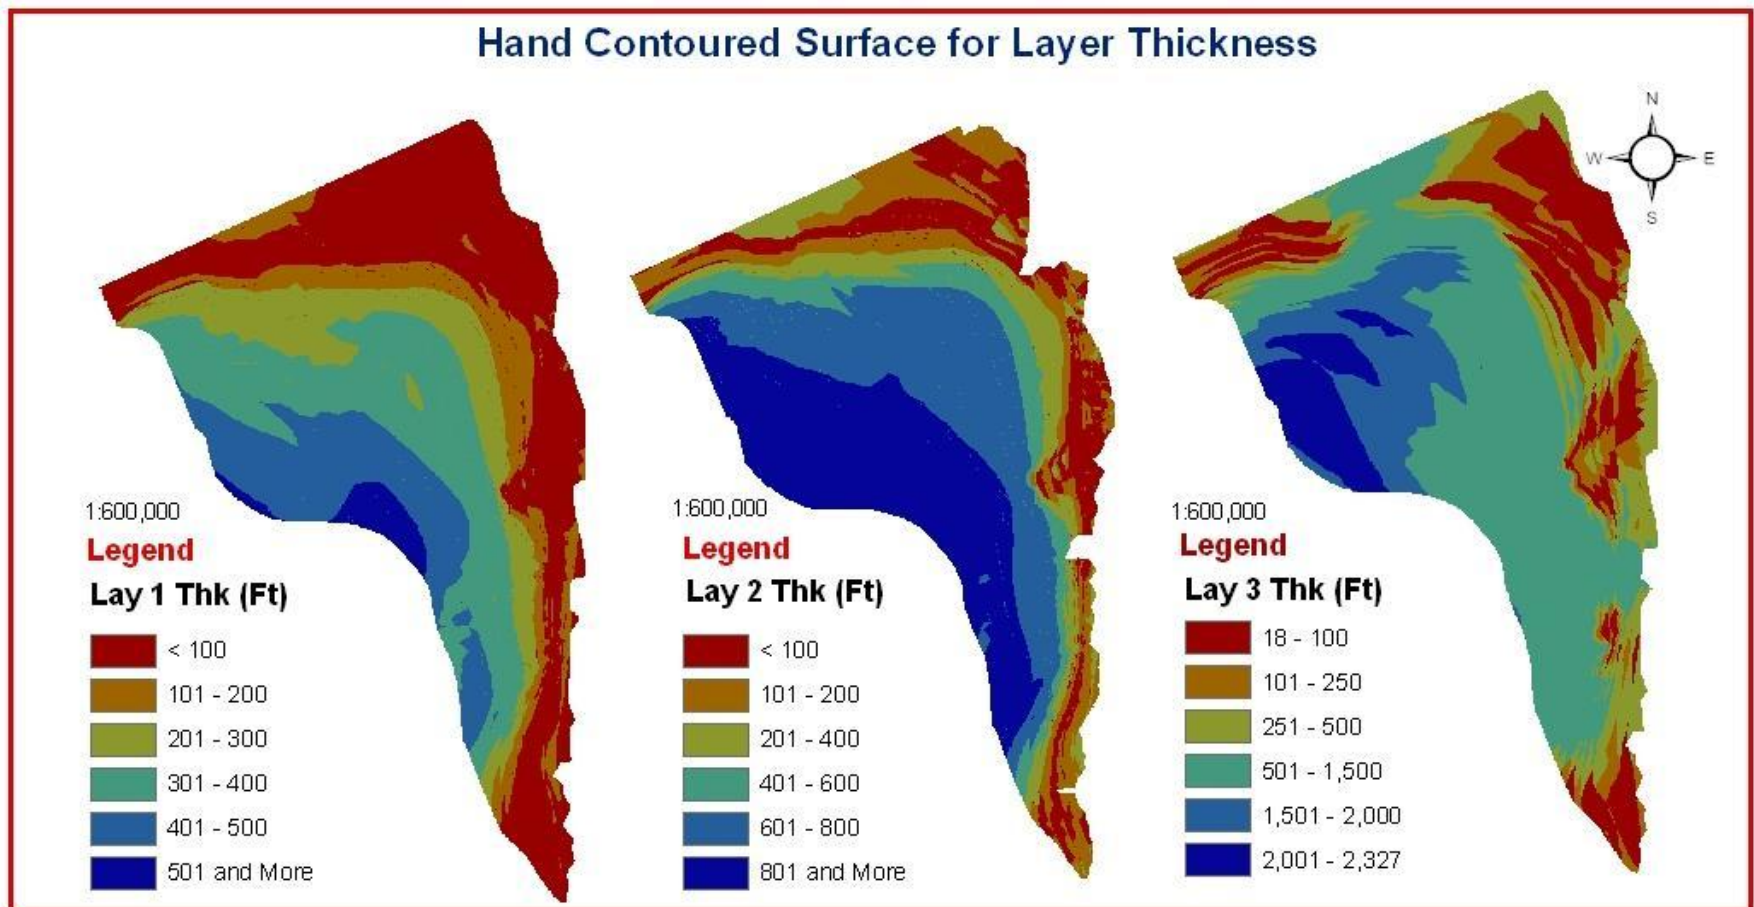 Hand Contoured Surface for Layer Thickness
N
W E
S
1:600,000
Legend
Lay 1 Thk (Ft)
< 100
101 - 200
201 - 300
301 - 400
401 - 500
501 and More
1:600,000
Legend
Lay 2 Thk (Ft)
< 100
101 - 200
201 - 400
401 - 600
601 - 800
801 and More
1:600,000
Legend
Lay 3 Thk (Ft)
18 - 100
101 - 250
251 - 500
501 - 1,500
1,501 - 2,000
2,001 - 2,327